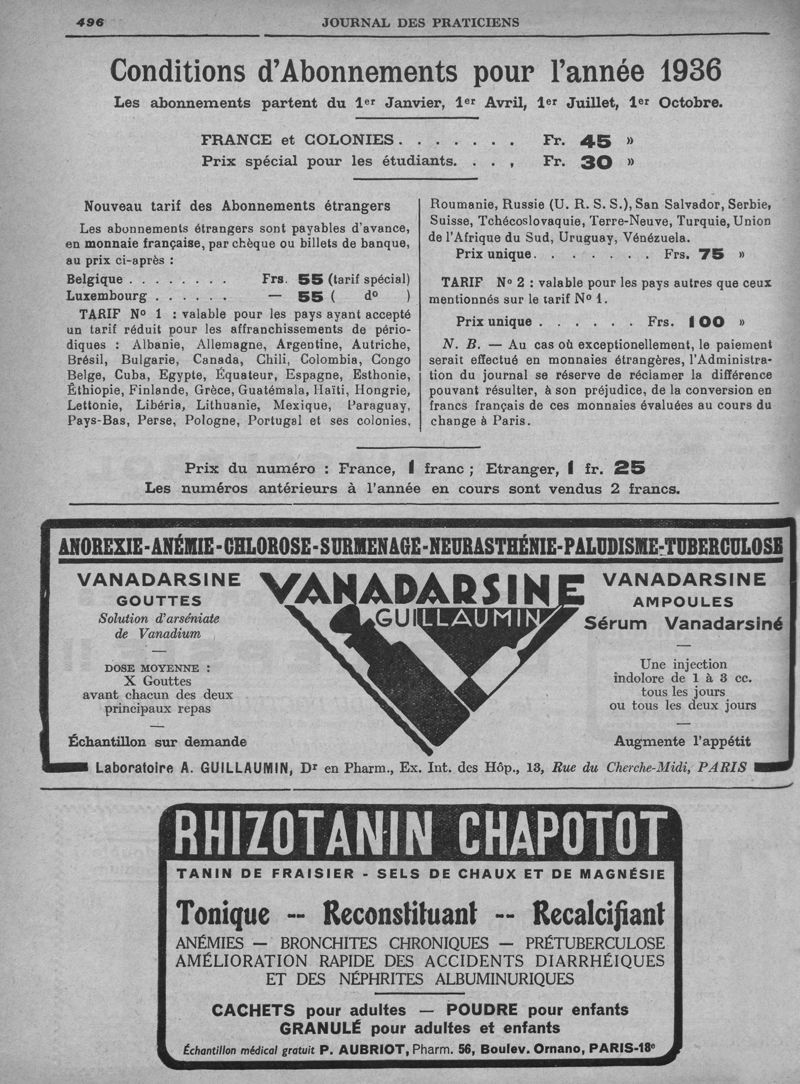 496
JOURNAL DES PRATICIENS
Conditions d'Abonnements pour l'année 1936
Les abonnements partent du 1er Janvier, 1er Avril, 1er Juillet, 1er Octobre.
FRANCE et COLONIES . . . . . . . Fr. 45 »
Prix spécial pour les étudiants. . . , Fr. 30 »
Nouveau tarif des Abonnements étrangers
Les abonnements étrangers sont payables d'avance,
en monnaie française, par chèque ou billets de banque,
au prix ci-après :
Belgique . . . . . . . . Frs. 55 (tarif spécial)
Luxembourg . . . . . . — 55 ( do )
TARIF No 1 : valable pour les pays ayant accepté
un tarif réduit pour les affranchissements de pério-
diques : Albanie, Allemagne, Argentine, Autriche,
Brésil, Bulgarie, Canada, Chili, Colombia, Congo
Belge, Cuba, Egypte, Équateur, Espagne, Esthonie,
Éthiopie, Finlande, Grèce, Guatémala, Haïti, Hongrie,
Lettonie, Libéria, Lithuanie, Mexique, Paraguay,
Pays-Bas, Perse, Pologne, Portugal et ses colonies,
Roumanie, Russie (U. R. S. S.), San Salvador, Serbie,
Suisse, Tchécoslovaquie, Terre-Neuve, Turquie, Union
de l'Afrique du Sud, Uruguay, Vénézuela.
Prix unique. . . . . . . . Frs. 75 »
TARIF No 2 : valable pour les pays autres que ceux
mentionnés sur le tarif No 1.
Prix unique . . . . . . Frs. 100 »
N. B. — Au cas où exceptionellement, le paiement
serait effectué en monnaies étrangères, l'Administra-
tion du journal se réserve de réclamer la différence
pouvant résulter, à son préjudice, de la conversion en
francs français de ces monnaies évaluées au cours du
change à Paris.
Prix du numéro : France, 1 franc ; Etranger, 1 fr. 25
Les numéros antérieurs à l'année en cours sont vendus 2 francs.
ANOREXIE-ANÉMIE-CHLOROSE-SURMENAGE-NEURASTHÉNIE-PALUDISME-TUBERCULOSE
VANADARSINE
GOUTTES
Solution d'arséniate
de Vanadium
DOSE MOYENNE :
X Gouttes
avant chacun des deux
principaux repas
Échantillon sur demande
VANADARSINE
GUILLAUMIN
VANADARSINE
AMPOULES
Sérum Vanadarsiné
Une injection
indolore de 1 à 3 cc.
tous les jours
ou tous les deux jours
Augmente l'appétit
Laboratoire A. GUILLAUMIN, Dr en Pharm., Ex. Int. des Hôp., 13, Rue du Cherche-Midi, PARIS
RHIZOTANIN CHAPOTOT
TANIN DE FRAISIER - SELS DE CHAUX ET DE MAGNÉSIE
Tonique -- Reconstituant -- Recalcifiant
ANÉMIES — BRONCHITES CHRONIQUES — PRÉTUBERCULOSE
AMÉLIORATION RAPIDE DES ACCIDENTS DIARRHÉIQUES
ET DES NÉPHRITES ALBUMINURIQUES
CACHETS pour adultes — POUDRE pour enfants
GRANULÉ pour adultes et enfants
Échantillon médical gratuit P. AUBRIOT, Pharm. 56, Boulev. Ornano, PARIS-18e